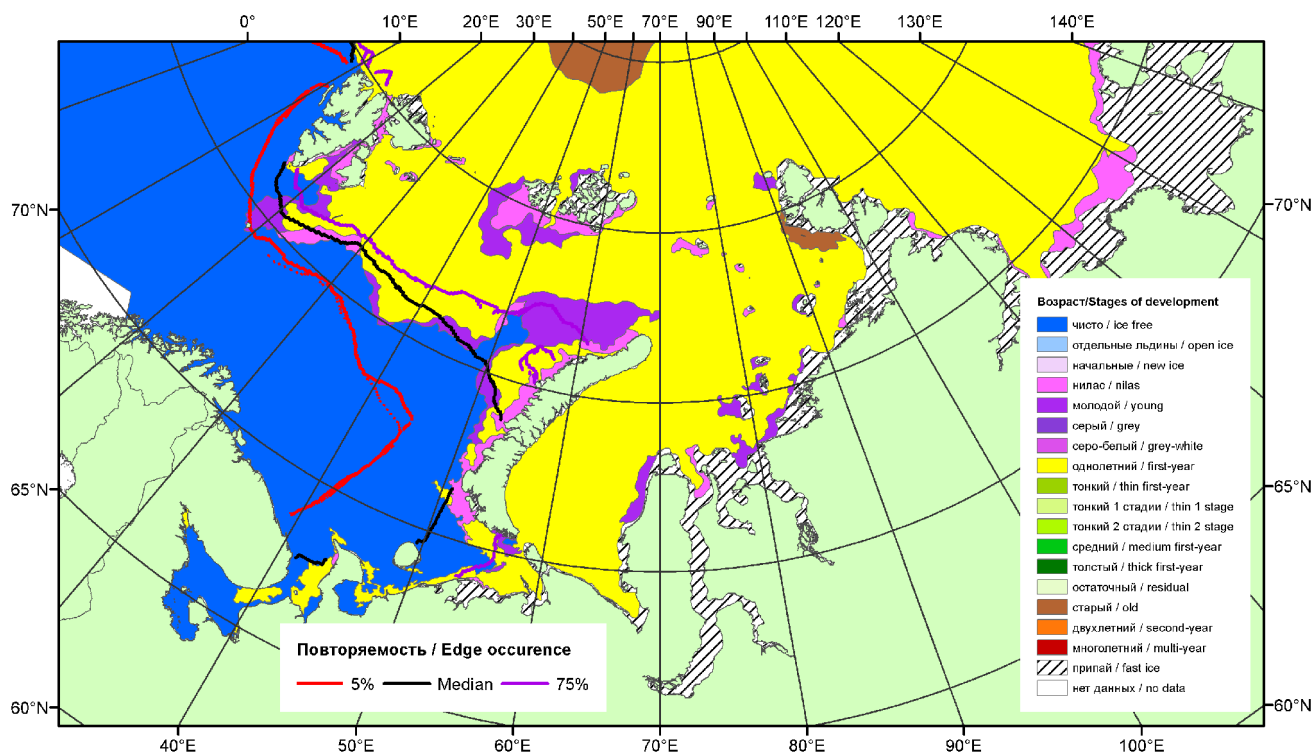 0° 10°E 20°E 30°E 50°E 70°E 90°E 110°E 120°E 130°E 140°E
70°N
70°N
Возраст/Stages of development
чисто / ice free
отдельные льдины / open ice
начальные / new ice
нилас / nilas
молодой / young
серый / grey
серо-белый / grey-white
однолетний / first-year
тонкий / thin first-year
тонкий 1 стадии / thin 1 stage
тонкий 2 стадии / thin 2 stage
средний / medium first-year
толстый / thick first-year
остаточный / residual
старый / old
двухлетний / second-year
многолетний / multi-year
припай / fast ice
нет данных / no data
65°N
65°N
Повторяемость / Edge occurence
5% Median 75%
60°N
60°N
40°E 50°E 60°E 70°E 80°E 90°E 100°E